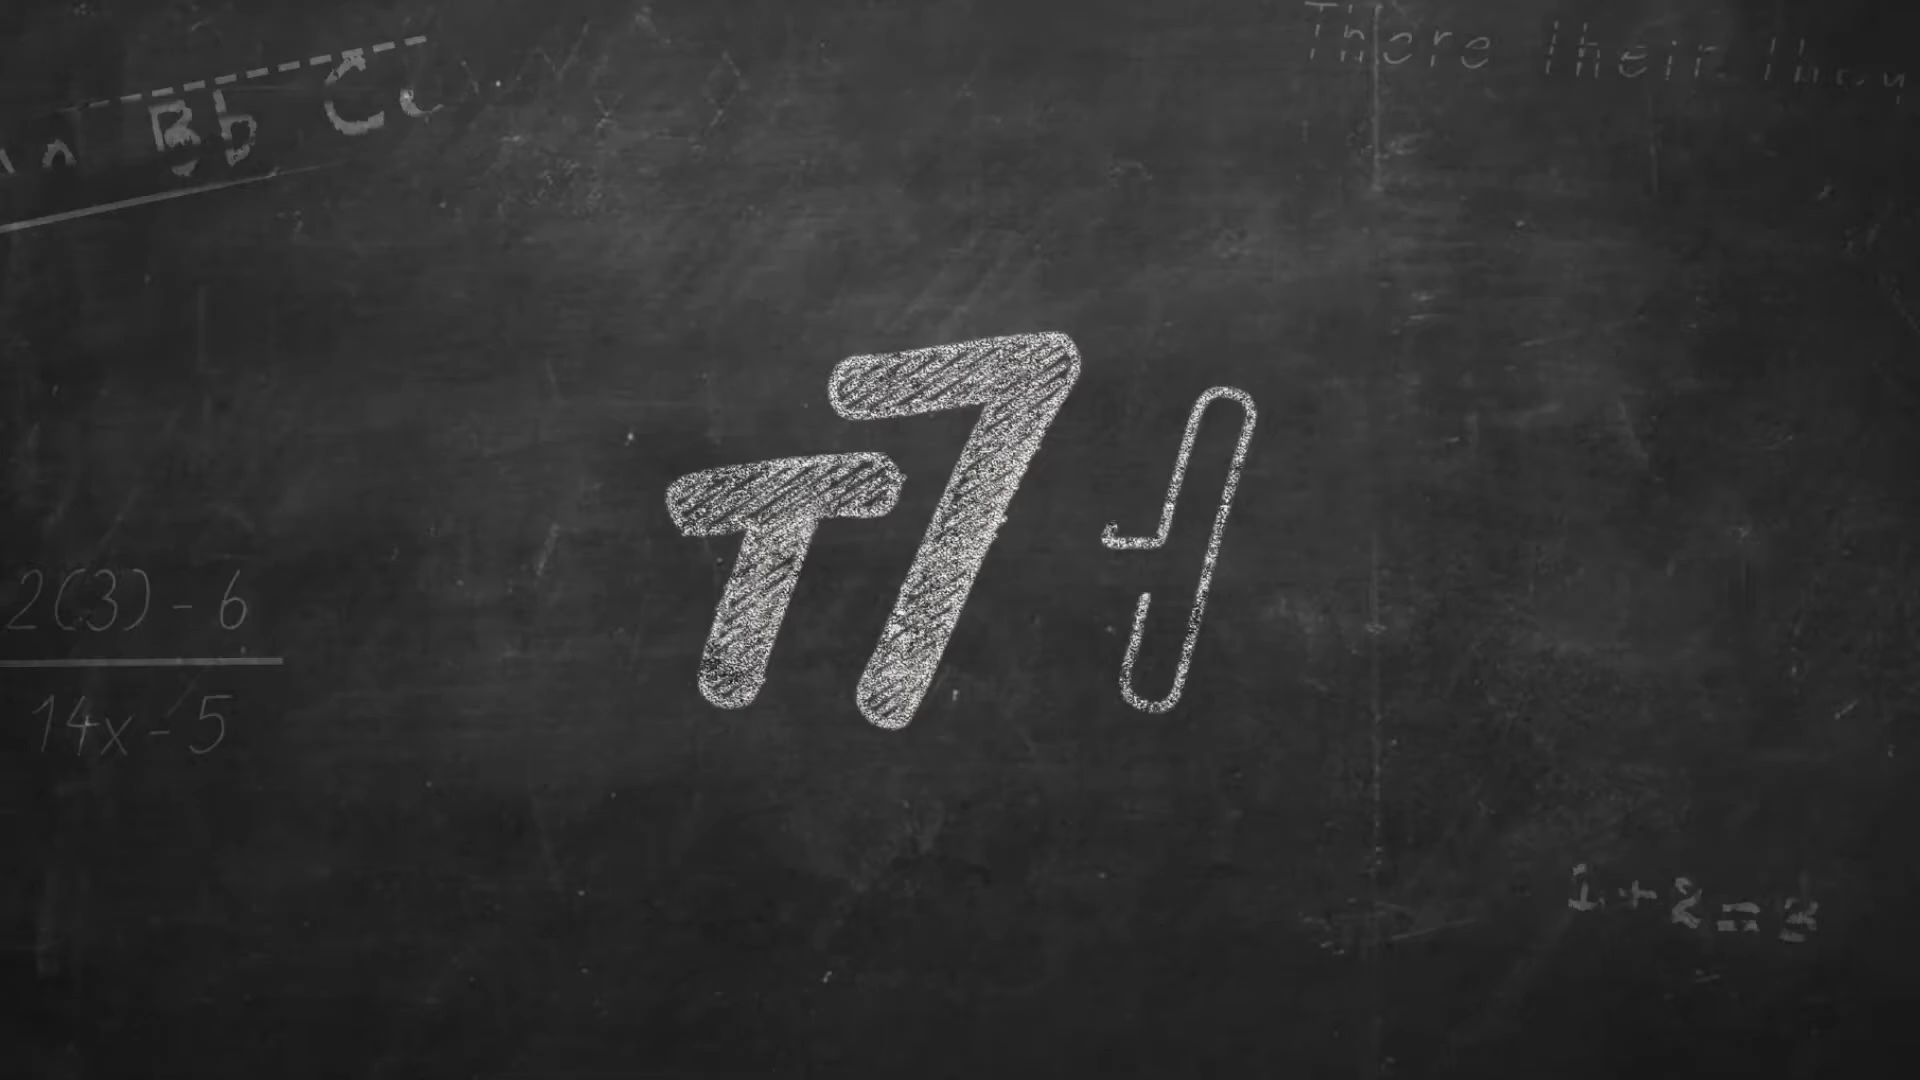 Bb Cc
There their they
T7
2(3) - 6
14x - 5
1 + 2 = 3